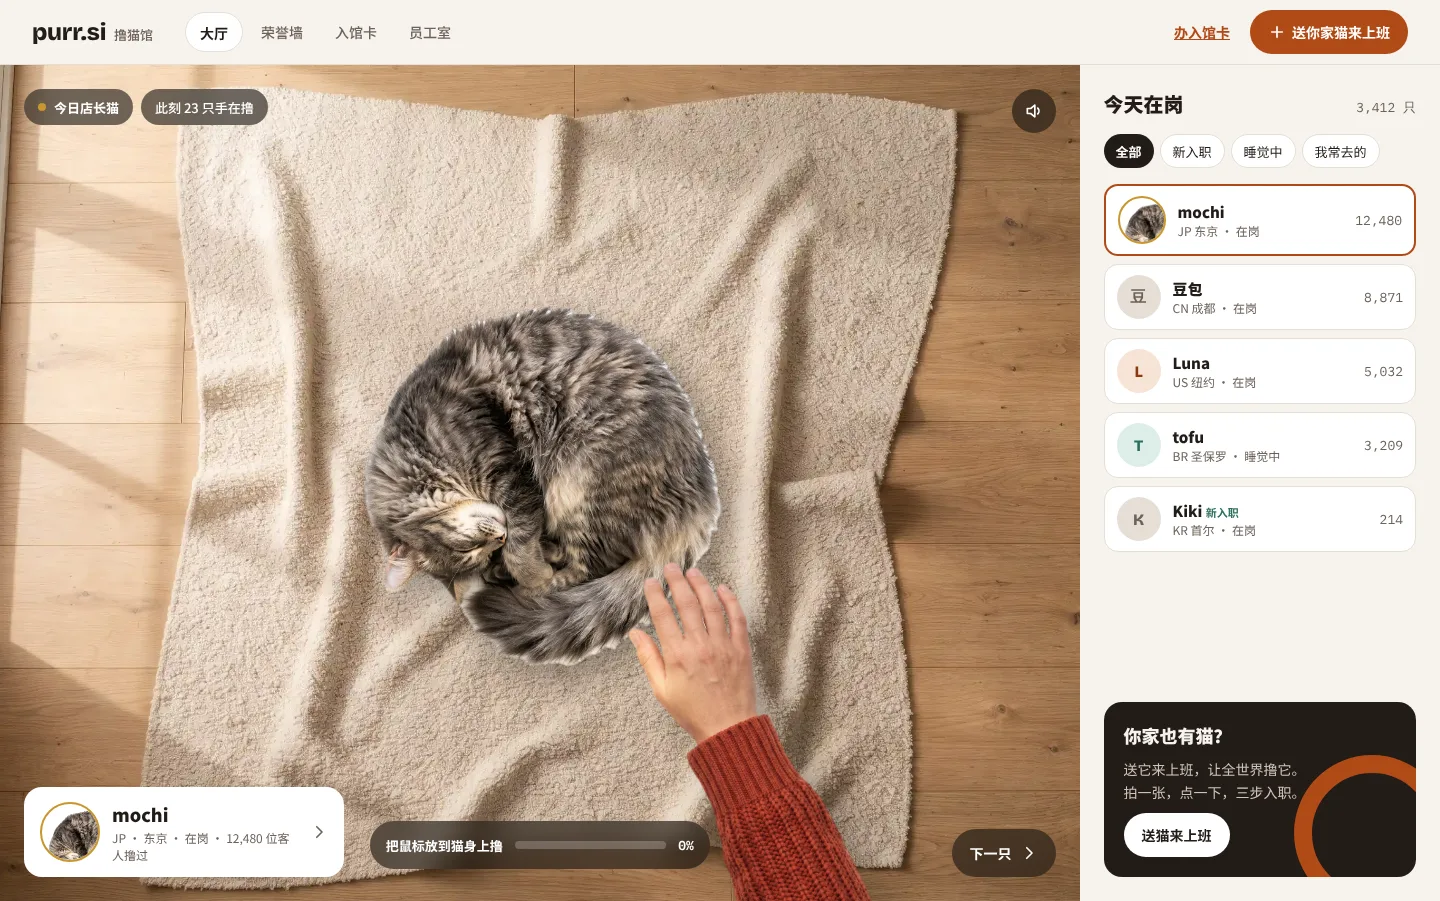 purr.si 撸猫馆
大厅
荣誉墙
入馆卡
员工室
办入馆卡
送你家猫来上班
今日店长猫
此刻 23 只手在撸
今天在岗
3,412 只
全部
新入职
睡觉中
我常去的
mochi
JP 东京 · 在岗
12,480
豆
豆包
CN 成都 · 在岗
8,871
L
Luna
US 纽约 · 在岗
5,032
T
tofu
BR 圣保罗 · 睡觉中
3,209
K
Kiki 新入职
KR 首尔 · 在岗
214
mochi
JP · 东京 · 在岗 · 12,480 位客
人撸过
把鼠标放到猫身上撸
0%
下一只
你家也有猫?
送它来上班，让全世界撸它。
拍一张，点一下，三步入职。
送猫来上班